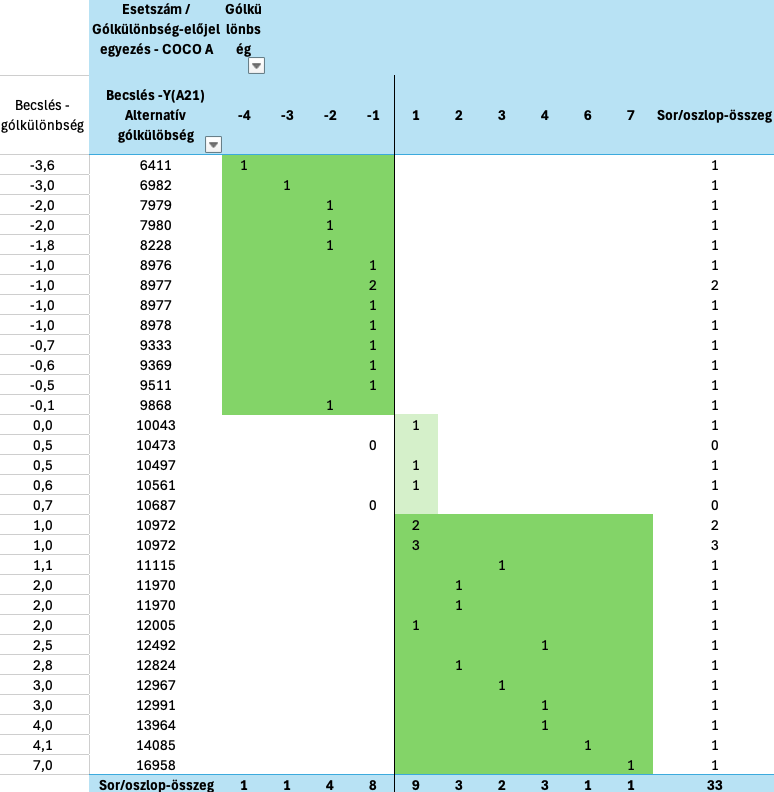 Esetszám / Gólkü
Gólkülönbség-előjel lönbs
egyezés - COCO A ég
Becslés -Y(A21)
Becslés - Alternatív -4 -3 -2 -1 1 2 3 4 6 7 Sor/oszlop-összeg
gólkülönbség gólkülöbség
-3,6 6411 1 1
-3,0 6982 1 1
-2,0 7979 1 1
-2,0 7980 1 1
-1,8 8228 1 1
-1,0 8976 1 1
-1,0 8977 2 2
-1,0 8977 1 1
-1,0 8978 1 1
-0,7 9333 1 1
-0,6 9369 1 1
-0,5 9511 1 1
-0,1 9868 1 1
0,0 10043 1 1
0,5 10473 0 0
0,5 10497 1 1
0,6 10561 1 1
0,7 10687 0 0
1,0 10972 2 2
1,0 10972 3 3
1,1 11115 1 1
2,0 11970 1 1
2,0 11970 1 1
2,0 12005 1 1
2,5 12492 1 1
2,8 12824 1 1
3,0 12967 1 1
3,0 12991 1 1
4,0 13964 1 1
4,1 14085 1 1
7,0 16958 1 1
Sor/oszlop-összeg 1 1 4 8 9 3 2 3 1 1 33